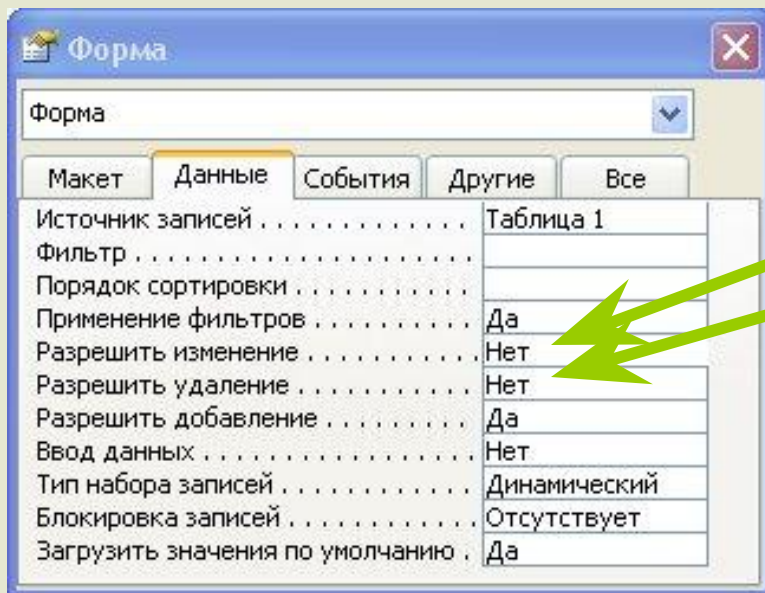 Форма
Форма
Макет Данные События Другие Все
Источник записей . . . . . . . . . . . . . Таблица 1
Фильтр . . . . . . . . . . . . . . . . . . . . .
Порядок сортировки . . . . . . . . . . .
Применение фильтров . . . . . . . . . . Да
Разрешить изменение . . . . . . . . . . . Нет
Разрешить удаление . . . . . . . . . . . Нет
Разрешить добавление . . . . . . . . . Да
Ввод данных . . . . . . . . . . . . . . . . . Нет
Тип набора записей . . . . . . . . . . . . Динамический
Блокировка записей . . . . . . . . . . . . Отсутствует
Загрузить значения по умолчанию . Да